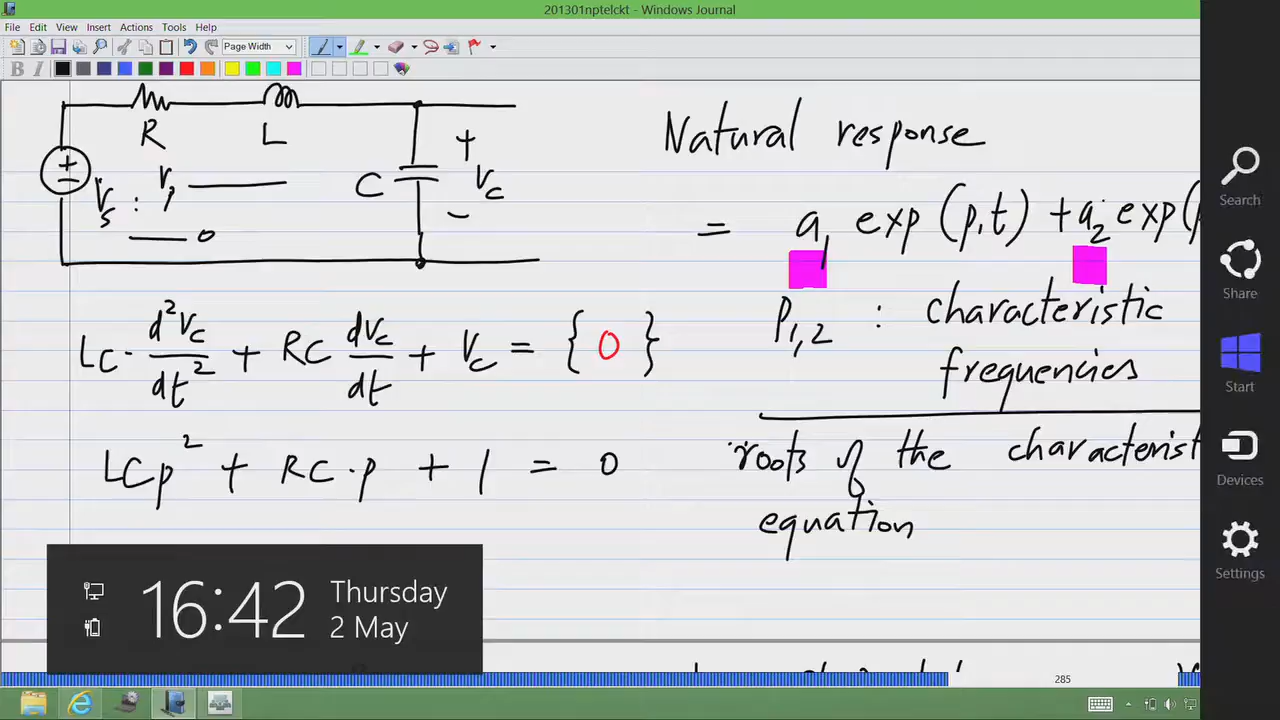 201301nptelckt - Windows Journal
File Edit View Insert Actions Tools Help
Page Width
B I
R L
+
−
Vs : V1
0
C
+
Vc
−
LC· d²Vc/dt² + RC dVc/dt + Vc = { 0 }
LCp² + RC·p + 1 = 0
Natural response
= a1 exp(p1t) + a2 exp(p
P1,2 : characteristic
frequencies
roots of the characterist
equation
Search
Share
Start
Devices
Settings
16:42 Thursday
2 May
285